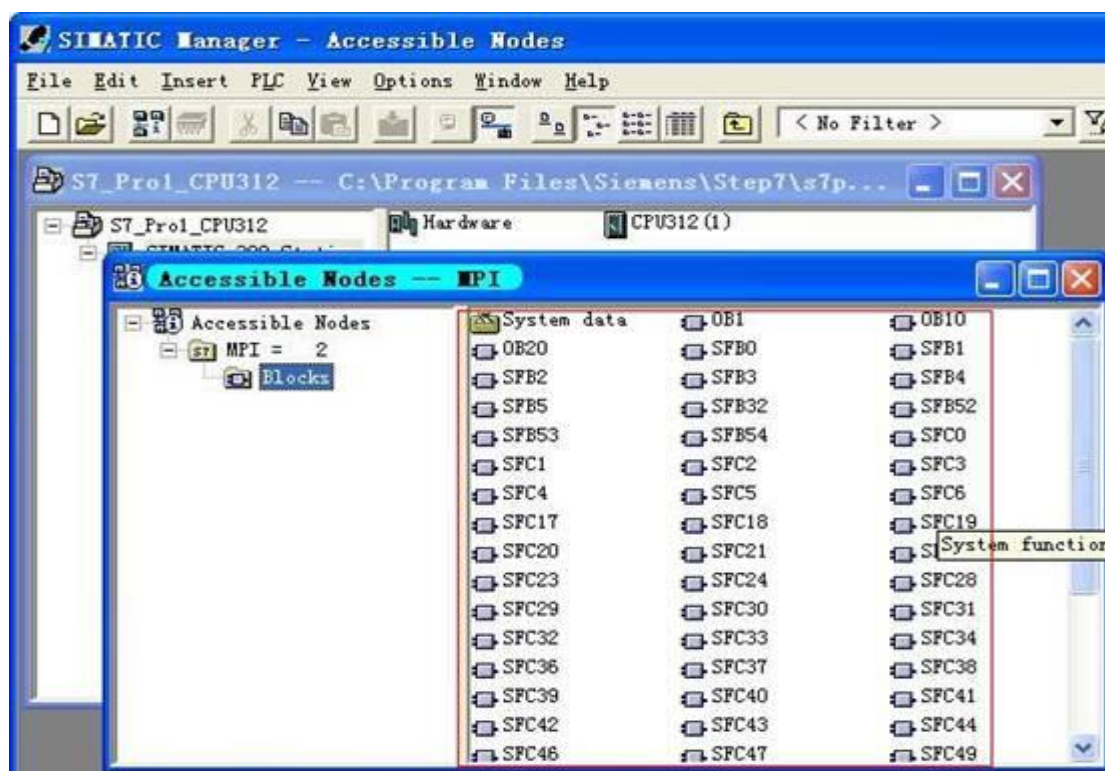 SIMATIC Manager - Accessible Nodes
File Edit Insert PLC View Options Window Help
< No Filter >
S7_Pro1_CPU312 -- C:\Program Files\Siemens\Step7\s7p...
S7_Pro1_CPU312
Hardware CPU312(1)
SIMATIC 300
Accessible Nodes -- MPI
Accessible Nodes
MPI = 2
Blocks
System data OB1 OB10
OB20 SFB0 SFB1
SFB2 SFB3 SFB4
SFB5 SFB32 SFB52
SFB53 SFB54 SFC0
SFC1 SFC2 SFC3
SFC4 SFC5 SFC6
SFC17 SFC18 SFC19
SFC20 SFC21
System function
SFC23 SFC24 SFC28
SFC29 SFC30 SFC31
SFC32 SFC33 SFC34
SFC36 SFC37 SFC38
SFC39 SFC40 SFC41
SFC42 SFC43 SFC44
SFC46 SFC47 SFC49